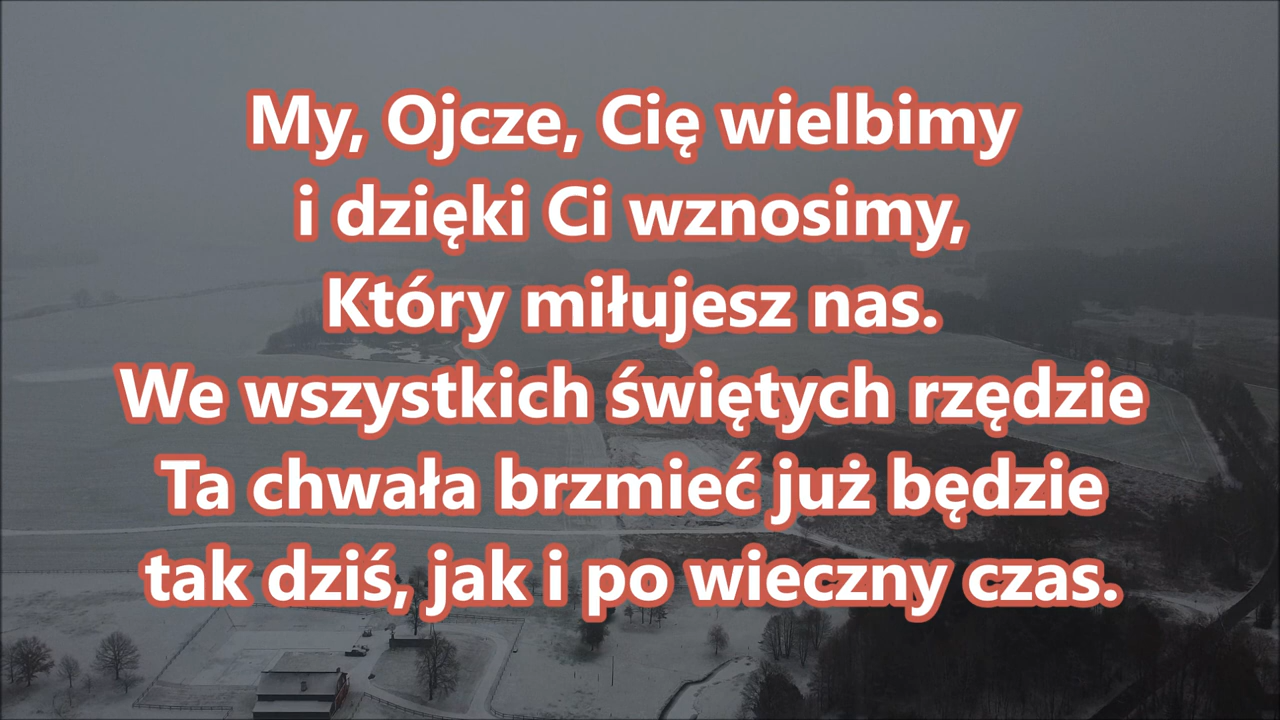 My, Ojcze, Cię wielbimy
i dzięki Ci wznosimy,
Który miłujesz nas.
We wszystkich świętych rzędzie
Ta chwała brzmieć już będzie
tak dziś, jak i po wieczny czas.